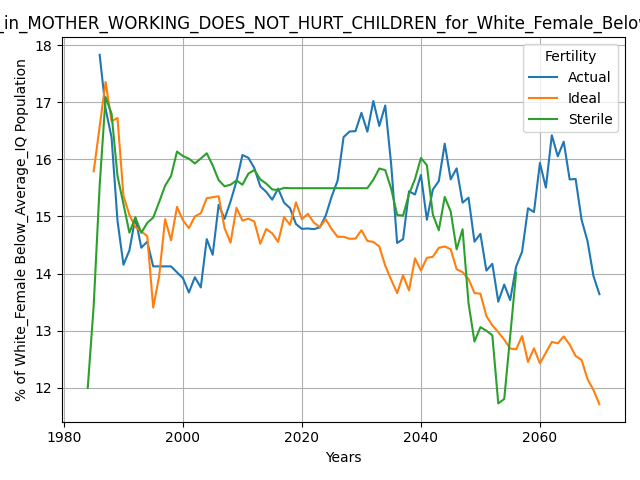 _in_MOTHER_WORKING_DOES_NOT_HURT_CHILDREN_for_White_Female_Below
% of White_Female Below_Average_IQ Population
18
17
16
15
14
13
12
Fertility
Actual
Ideal
Sterile
1980
2000
2020
2040
2060
Years